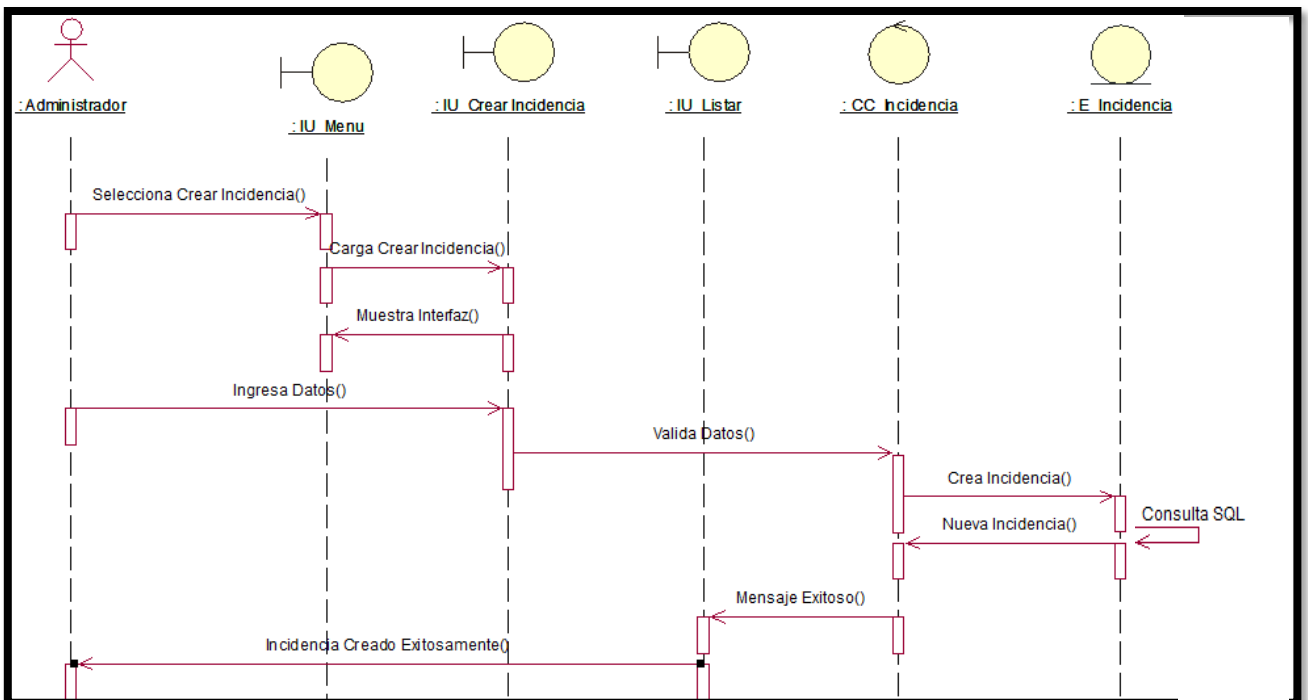 : Administrador
: IU_Menu
: IU_Crear Incidencia
: IU_Listar
: CC_Incidencia
: E_Incidencia
Selecciona Crear Incidencia()
Carga Crear Incidencia()
Muestra Interfaz()
Ingresa Datos()
Valida Datos()
Crea Incidencia()
Consulta SQL
Nueva Incidencia()
Mensaje Exitoso()
Incidencia Creado Exitosamente()